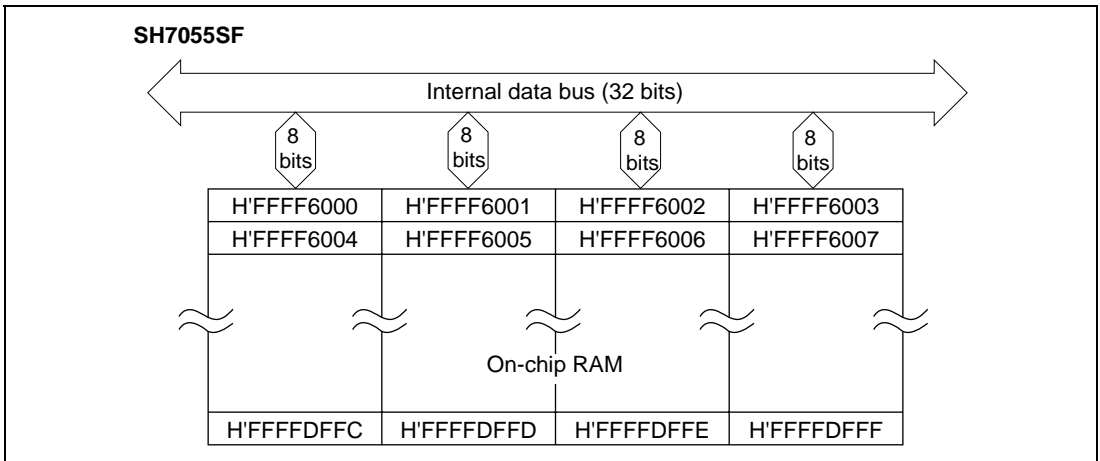 SH7055SF
Internal data bus (32 bits)
8 bits
8 bits
8 bits
8 bits
H'FFFF6000 H'FFFF6001 H'FFFF6002 H'FFFF6003
H'FFFF6004 H'FFFF6005 H'FFFF6006 H'FFFF6007
On-chip RAM
H'FFFFDFFC H'FFFFDFFD H'FFFFDFFE H'FFFFDFFF